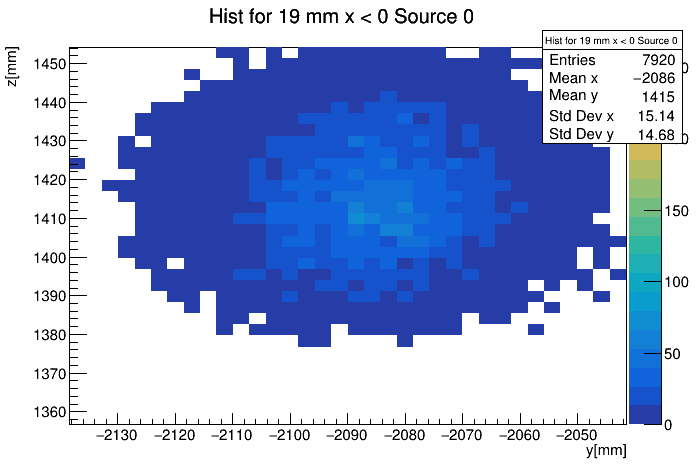 Hist for 19 mm x < 0 Source 0
z[mm]
Hist for 19 mm x < 0 Source 0
Entries 7920
Mean x −2086
Mean y 1415
Std Dev x 15.14
Std Dev y 14.68
1450
1440
1430
1420
1410
1400
1390
1380
1370
1360
−2130 −2120 −2110 −2100 −2090 −2080 −2070 −2060 −2050
y[mm]
150
100
50
0